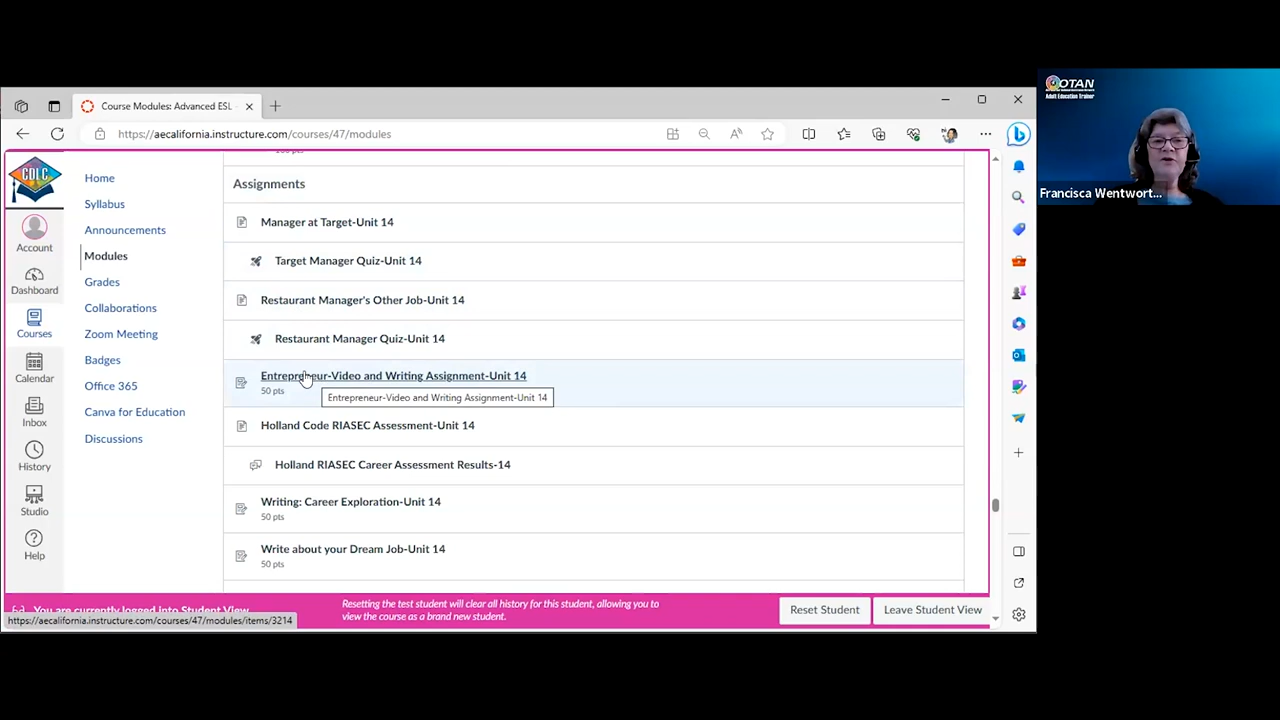 Course Modules: Advanced ESL
https://aecalifornia.instructure.com/courses/47/modules
CDLC
Account
Dashboard
Courses
Calendar
Inbox
History
Studio
Help
Home
Syllabus
Announcements
Modules
Grades
Collaborations
Zoom Meeting
Badges
Office 365
Canva for Education
Discussions
Assignments
Manager at Target-Unit 14
Target Manager Quiz-Unit 14
Restaurant Manager's Other Job-Unit 14
Restaurant Manager Quiz-Unit 14
Entrepreneur-Video and Writing Assignment-Unit 14
50 pts
Entrepreneur-Video and Writing Assignment-Unit 14
Holland Code RIASEC Assessment-Unit 14
Holland RIASEC Career Assessment Results-14
Writing: Career Exploration-Unit 14
50 pts
Write about your Dream Job-Unit 14
50 pts
You are currently logged into Student View
Resetting the test student will clear all history for this student, allowing you to
view the course as a brand new student.
Reset Student
Leave Student View
https://aecalifornia.instructure.com/courses/47/modules/items/3214
OTAN
Adult Education Trainer
Francisca Wentwort...